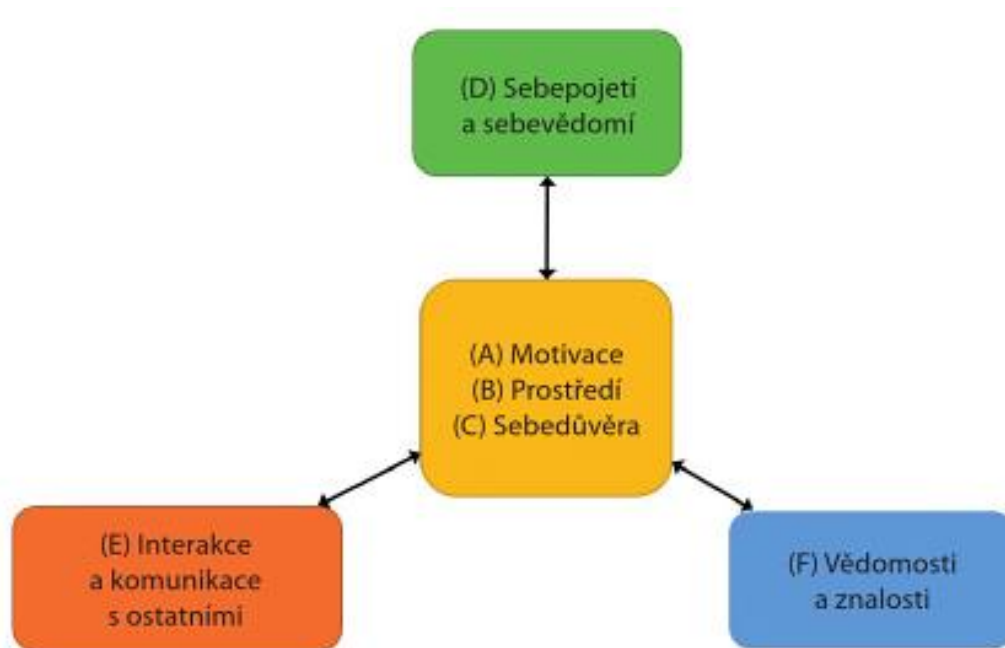 (D) Sebepojetí
a sebevědomí
(A) Motivace
(B) Prostředí
(C) Sebedůvěra
(E) Interakce
a komunikace
s ostatními
(F) Vědomosti
a znalosti